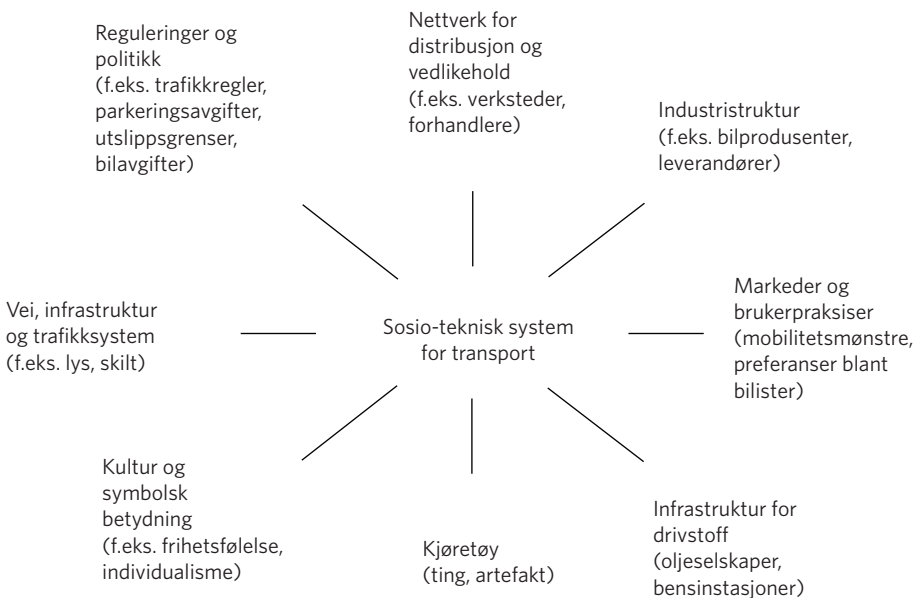 Reguleringer og
politikk
(f.eks. trafikkregler,
parkeringsavgifter,
utslippsgrenser,
bilavgifter)
Nettverk for
distribusjon og
vedlikehold
(f.eks. verksteder,
forhandlere)
Industristruktur
(f.eks. bilprodusenter,
leverandører)
Vei, infrastruktur
og trafikksystem
(f.eks. lys, skilt)
Sosio-teknisk system
for transport
Markeder og
brukerpraksiser
(mobilitetsmønstre,
preferanser blant
bilister)
Kultur og
symbolsk
betydning
(f.eks. frihetsfølelse,
individualisme)
Kjøretøy
(ting, artefakt)
Infrastruktur for
drivstoff
(oljeselskaper,
bensinstasjoner)